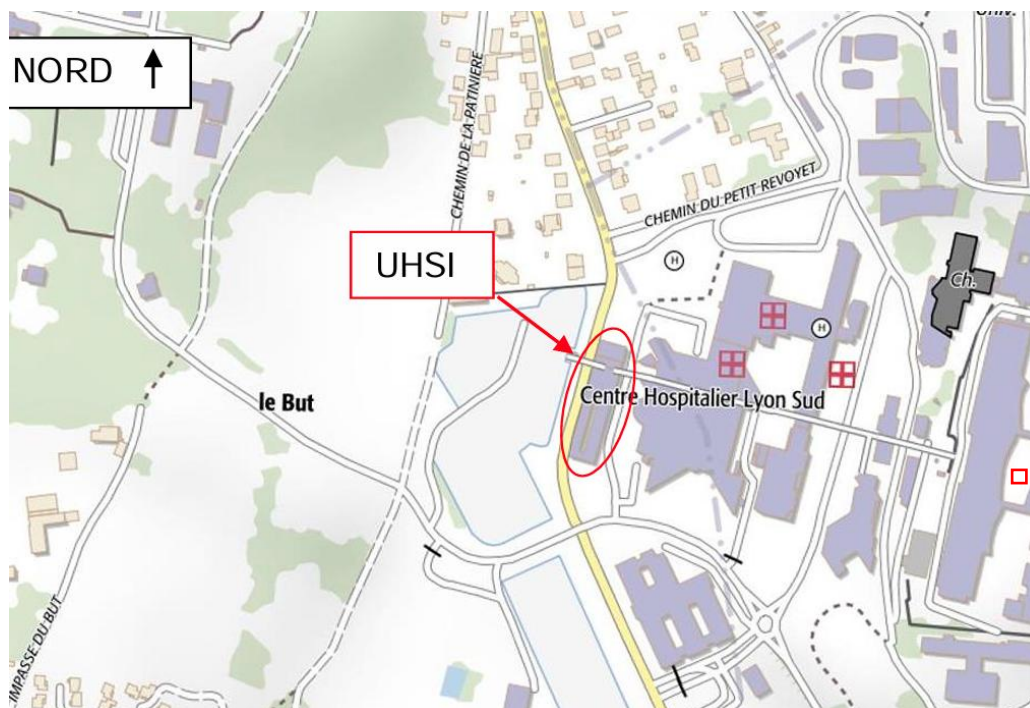 Univ.
NORD ↑
CHEMIN DE LA PATINIERE
CHEMIN DU PETIT REVOYET
UHSI
H
Ch.
H
le But
Centre Hospitalier Lyon Sud
IMPASSE DU BUT